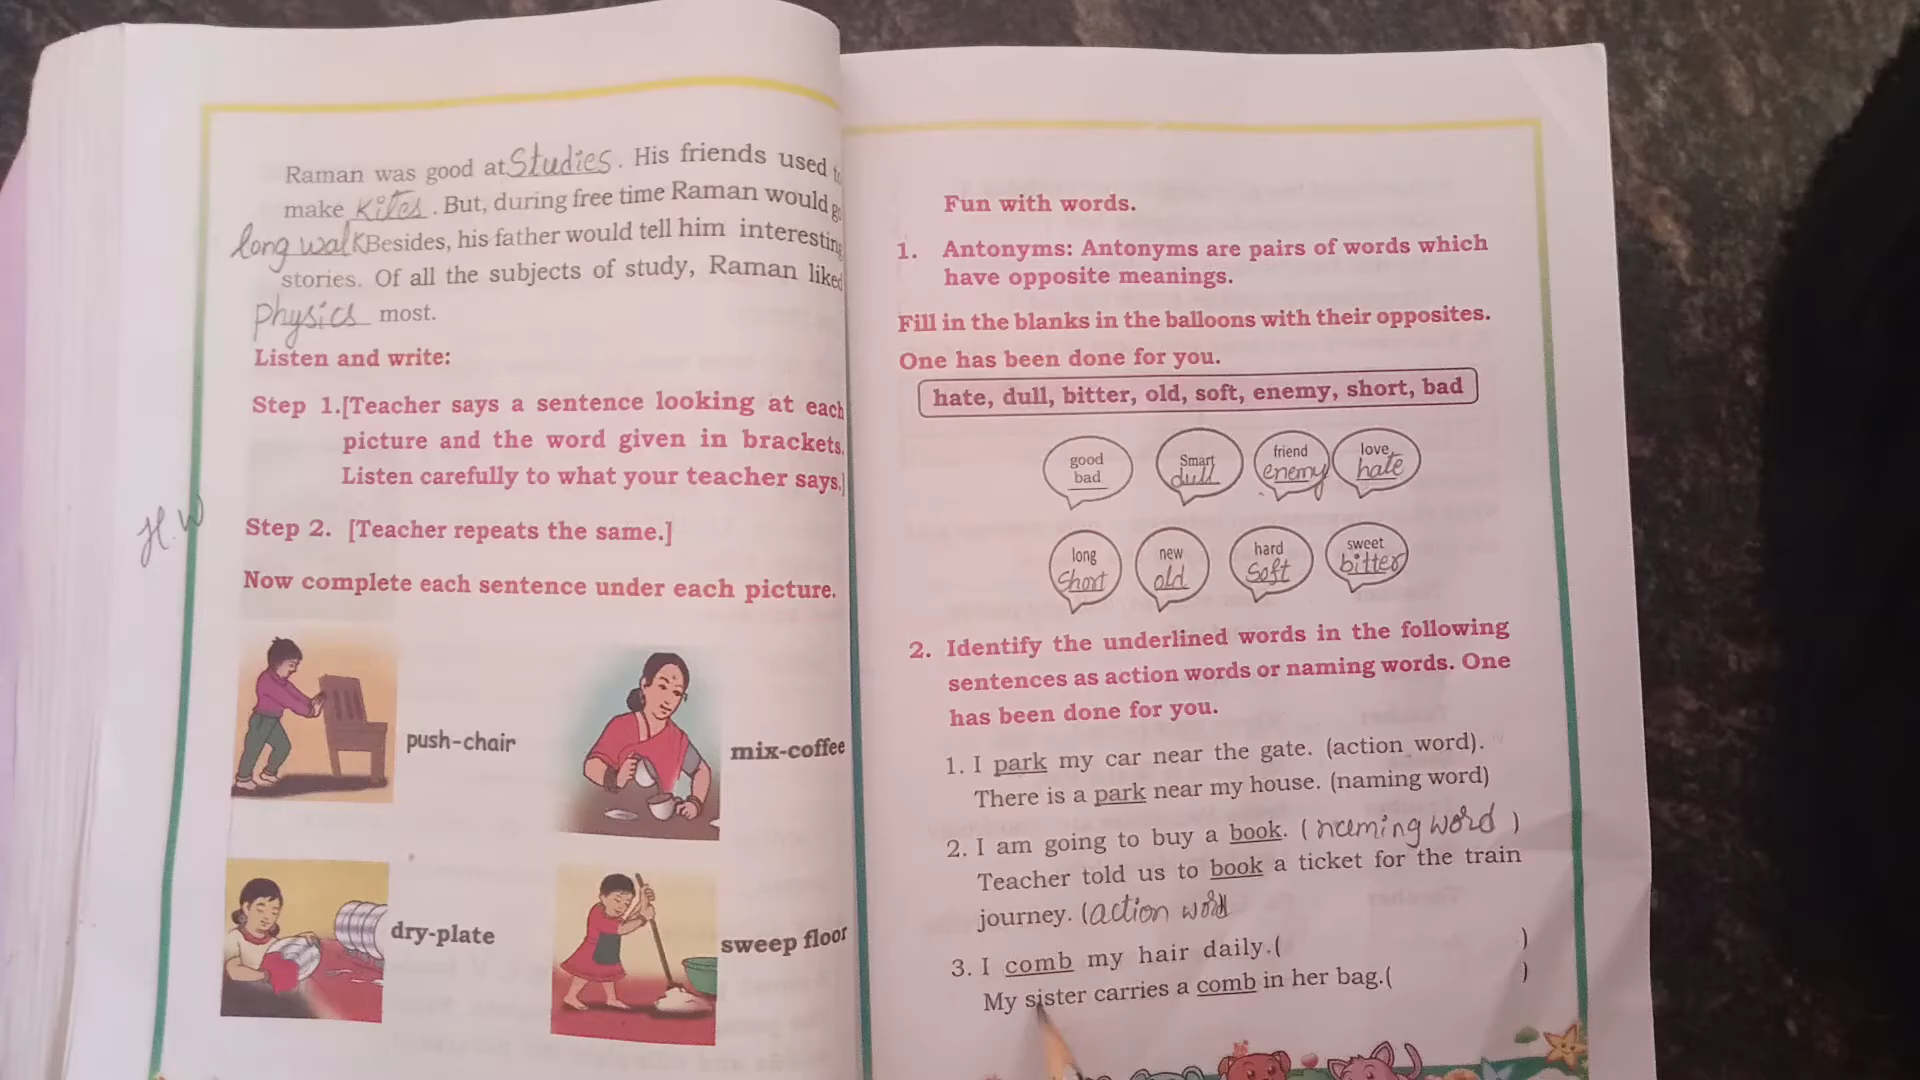 Raman was good at Studies. His friends used
make Kites. But, during free time Raman would
long walk Besides, his father would tell him interesting
stories. Of all the subjects of study, Raman liked
physics most.
Listen and write:
Step 1.[Teacher says a sentence looking at each
picture and the word given in brackets.
Listen carefully to what your teacher says.]
H.W
Step 2. [Teacher repeats the same.]
Now complete each sentence under each picture.
push-chair
mix-coffee
dry-plate
sweep floor
Fun with words.
1. Antonyms: Antonyms are pairs of words which
have opposite meanings.
Fill in the blanks in the balloons with their opposites.
One has been done for you.
hate, dull, bitter, old, soft, enemy, short, bad
good
bad
Smart
dull
friend
enemy
love
hate
long
short
new
old
hard
Soft
sweet
bitter
2. Identify the underlined words in the following
sentences as action words or naming words. One
has been done for you.
1. I park my car near the gate. (action word).
There is a park near my house. (naming word)
2. I am going to buy a book. (neming word)
Teacher told us to book a ticket for the train
journey. (action word
3. I comb my hair daily.( )
My sister carries a comb in her bag.( )